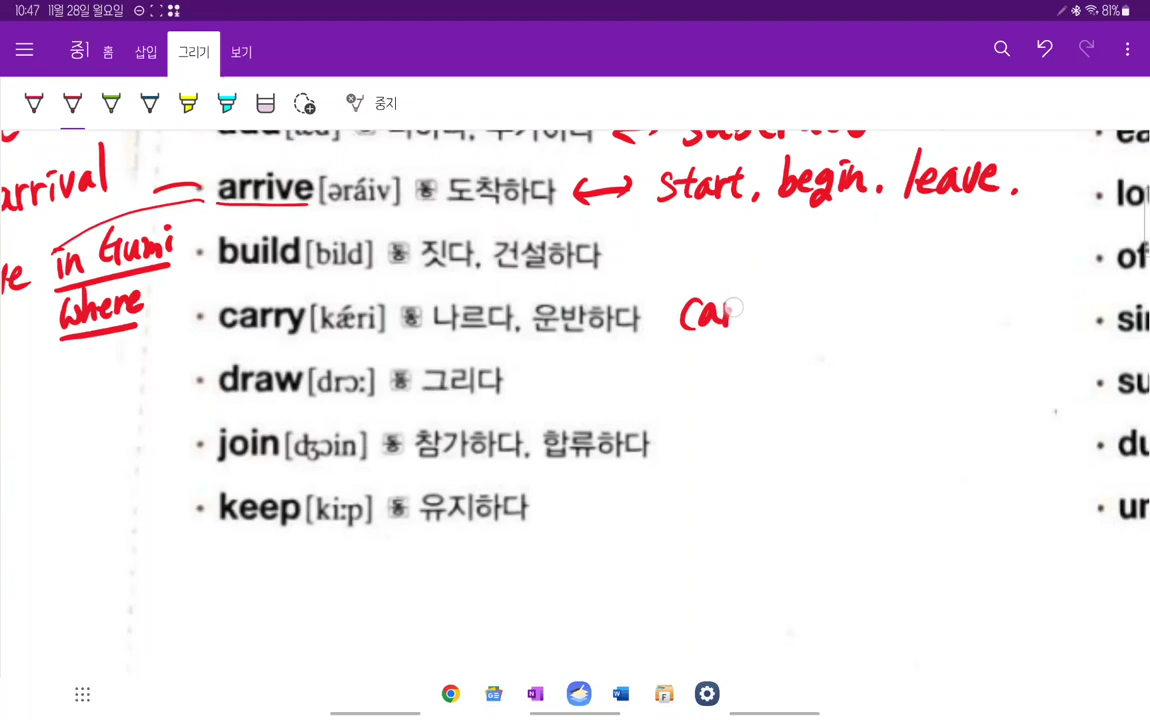 10:47 11월 28일 월요일 81%
중1 홈 삽입 그리기 보기
중지
arrival
arrive [əráiv] 동 도착하다 ↔ start, begin. leave.
in Gumi
build [bild] 동 짓다, 건설하다
where
carry [kǽri] 동 나르다, 운반하다 car
draw [drɔː] 동 그리다
join [dʒɔin] 동 참가하다, 합류하다
keep [kiːp] 동 유지하다